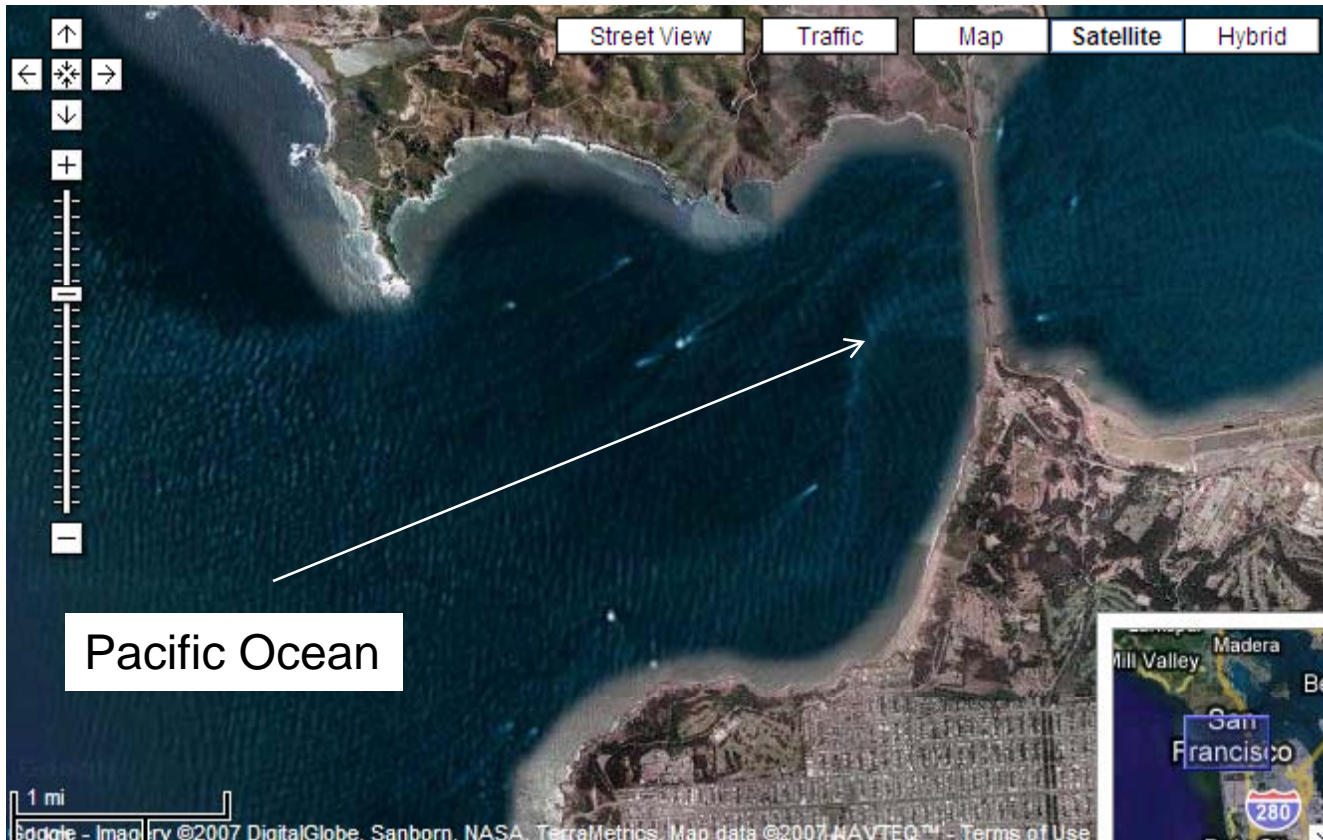 Street View
Traffic
Map
Satellite
Hybrid
Pacific Ocean
Mill Valley
Madera
San
Francisco
280
1 mi
- Imagery ©2007 DigitalGlobe, Sanborn, NASA, TerraMetrics, Map data ©2007 NAVTEQ™ - Terms of Use